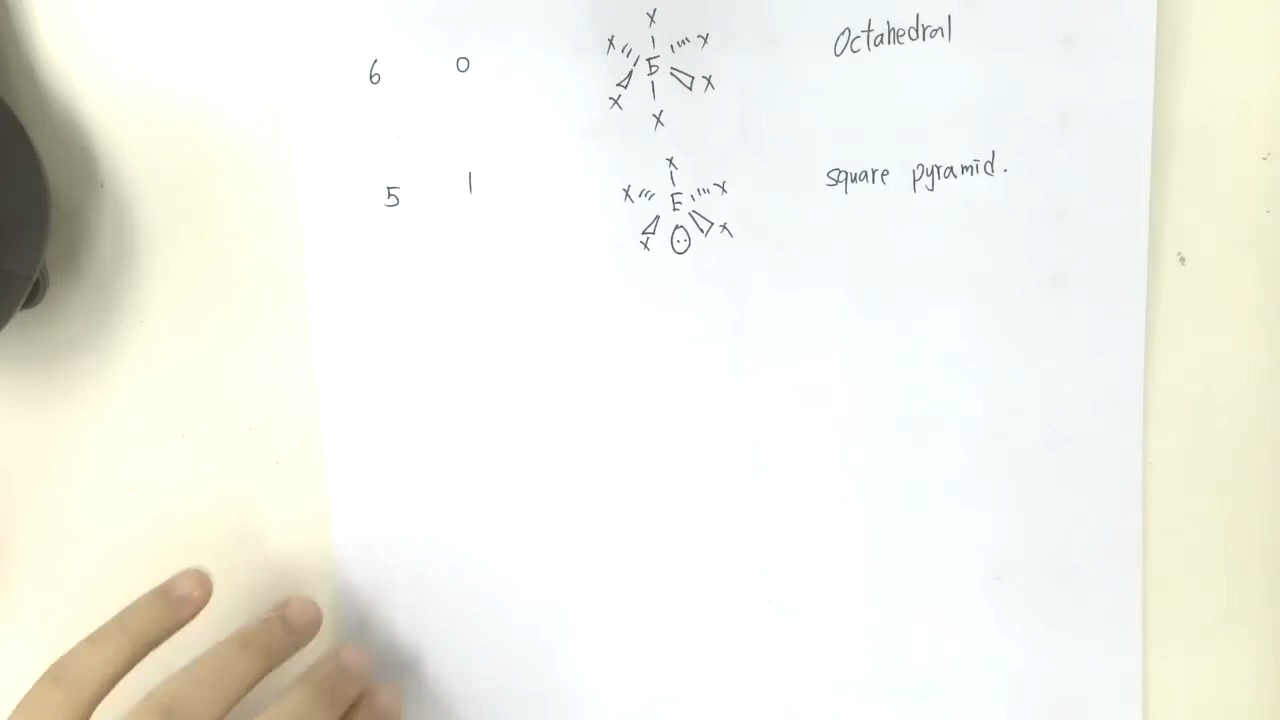 6 0 X X X E X X X Octahedral
5 1 X X X E X X square pyramid.